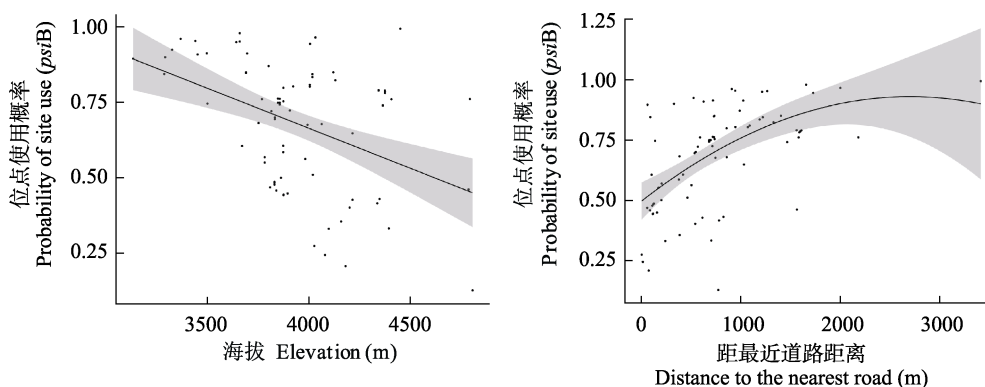 位点使用概率
Probability of site use (psiB)
1.00
0.75
0.50
0.25
3500 4000 4500
海拔 Elevation (m)
位点使用概率
Probability of site use (psiB)
1.25
1.00
0.75
0.50
0.25
0 1000 2000 3000
距最近道路距离
Distance to the nearest road (m)